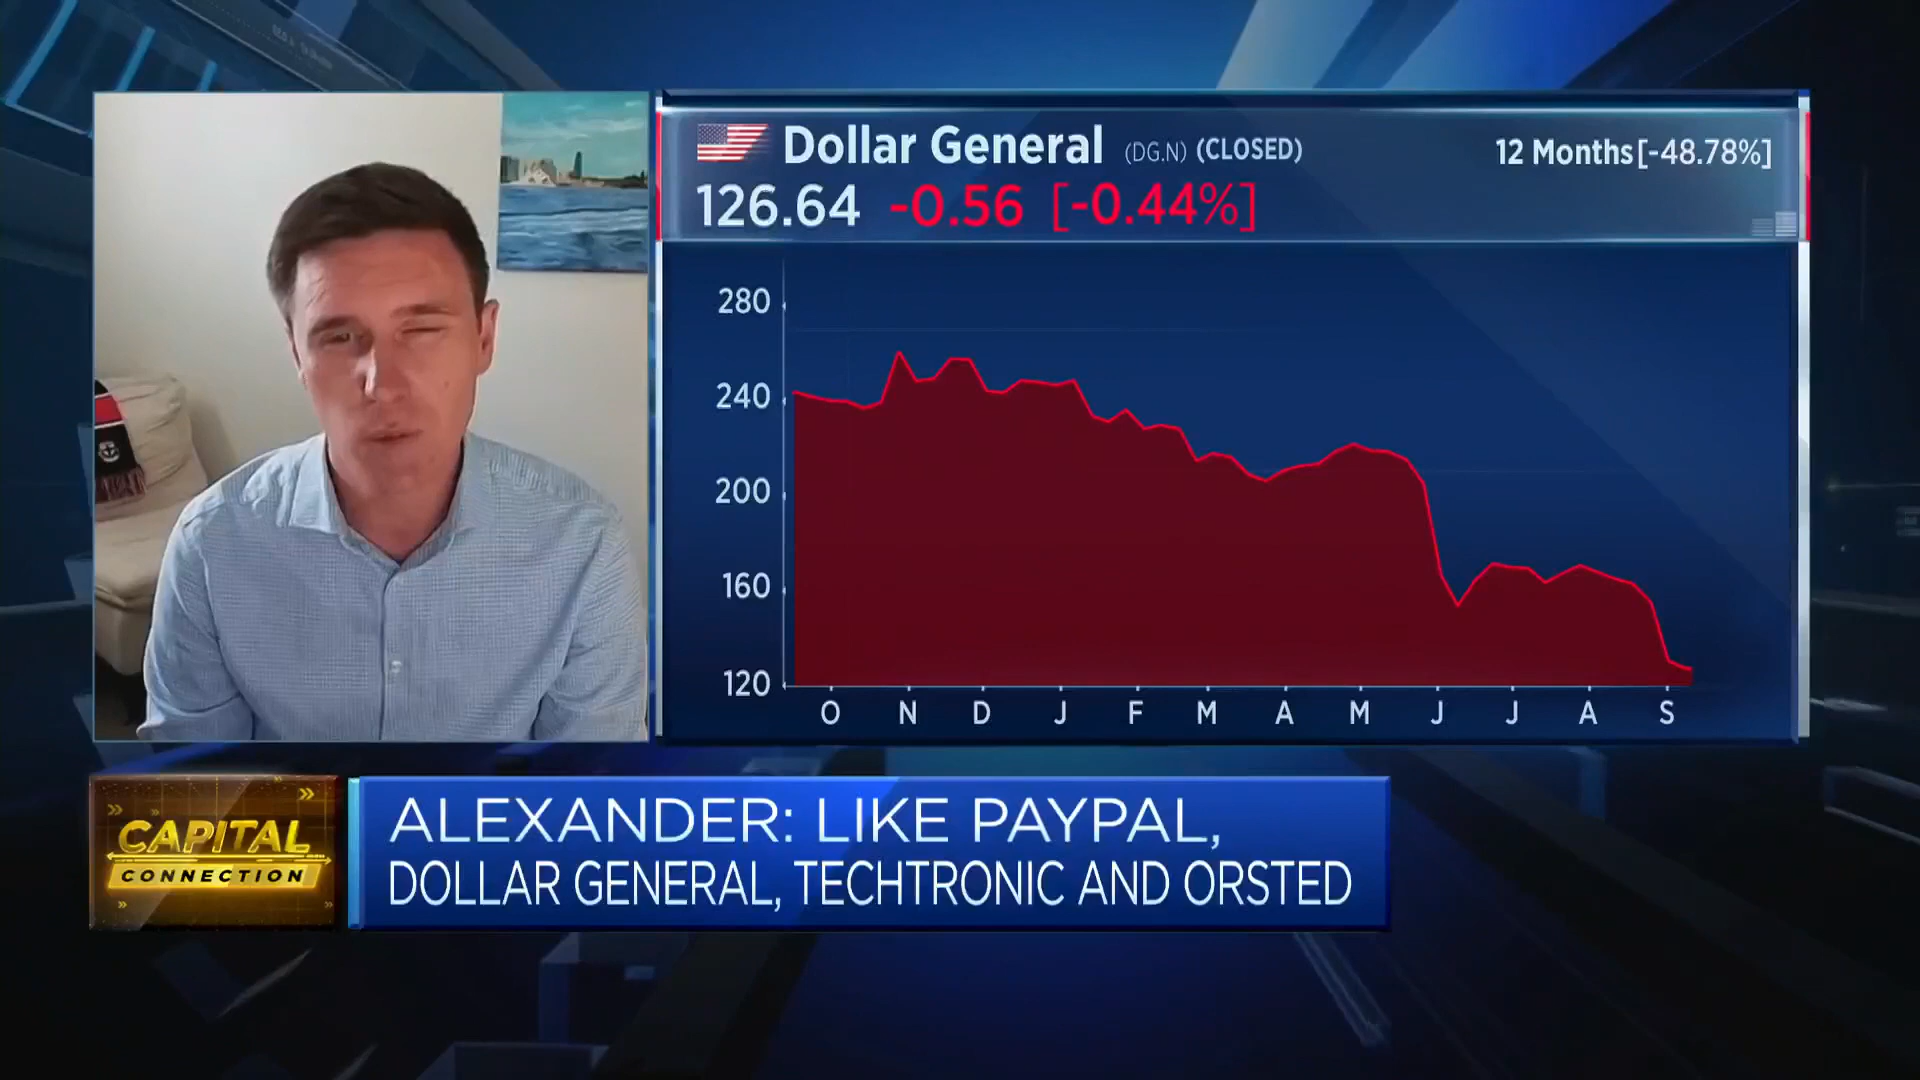 Dollar General (DG.N) (CLOSED) 12 Months [-48.78%]
126.64 -0.56 [-0.44%]
280
240
200
160
120
O N D J F M A M J J A S
CAPITAL
CONNECTION
ALEXANDER: LIKE PAYPAL,
DOLLAR GENERAL, TECHTRONIC AND ORSTED